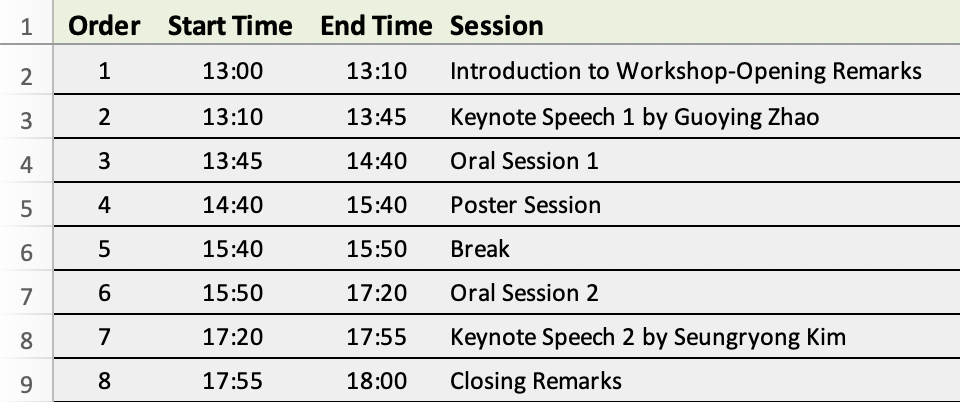 1 Order Start Time End Time Session
2 1 13:00 13:10 Introduction to Workshop-Opening Remarks
3 2 13:10 13:45 Keynote Speech 1 by Guoying Zhao
4 3 13:45 14:40 Oral Session 1
5 4 14:40 15:40 Poster Session
6 5 15:40 15:50 Break
7 6 15:50 17:20 Oral Session 2
8 7 17:20 17:55 Keynote Speech 2 by Seungryong Kim
9 8 17:55 18:00 Closing Remarks